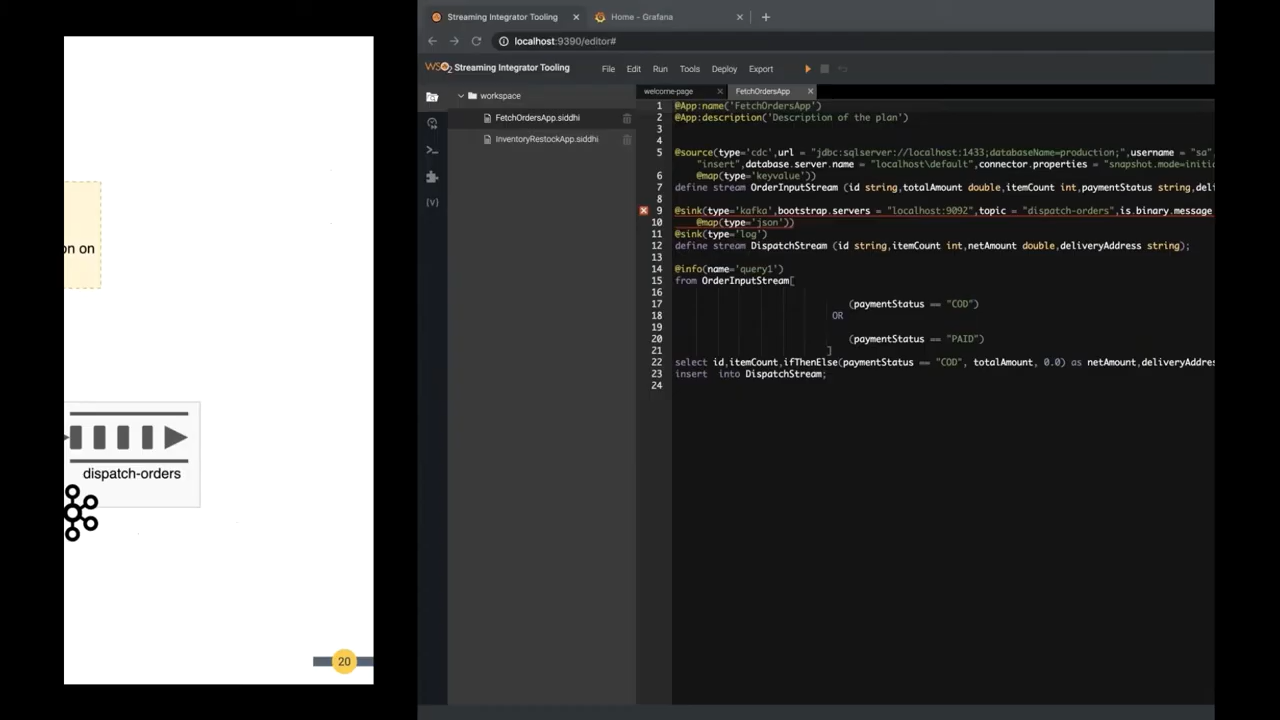 on on
dispatch-orders
20
Streaming Integrator Tooling
Home - Grafana
localhost:9390/editor#
WSO2 Streaming Integrator Tooling
File Edit Run Tools Deploy Export
workspace
FetchOrdersApp.siddhi
InventoryRestockApp.siddhi
welcome-page
FetchOrdersApp
1 @App:name('FetchOrdersApp')
2 @App:description('Description of the plan')
3
4
5 @source(type='cdc',url = "jdbc:sqlserver://localhost:1433;databaseName=production;",username = "sa",
"insert",database.server.name = "localhost\default",connector.properties = "snapshot.mode=initia
6 @map(type='keyvalue'))
7 define stream OrderInputStream (id string,totalAmount double,itemCount int,paymentStatus string,deli
8
9 @sink(type='kafka',bootstrap.servers = "localhost:9092",topic = "dispatch-orders",is.binary.message
10 @map(type='json'))
11 @sink(type='log')
12 define stream DispatchStream (id string,itemCount int,netAmount double,deliveryAddress string);
13
14 @info(name='query1')
15 from OrderInputStream[
16
17 (paymentStatus == "COD")
18 OR
19
20 (paymentStatus == "PAID")
21 ]
22 select id,itemCount,ifThenElse(paymentStatus == "COD", totalAmount, 0.0) as netAmount,deliveryAddres
23 insert into DispatchStream;
24